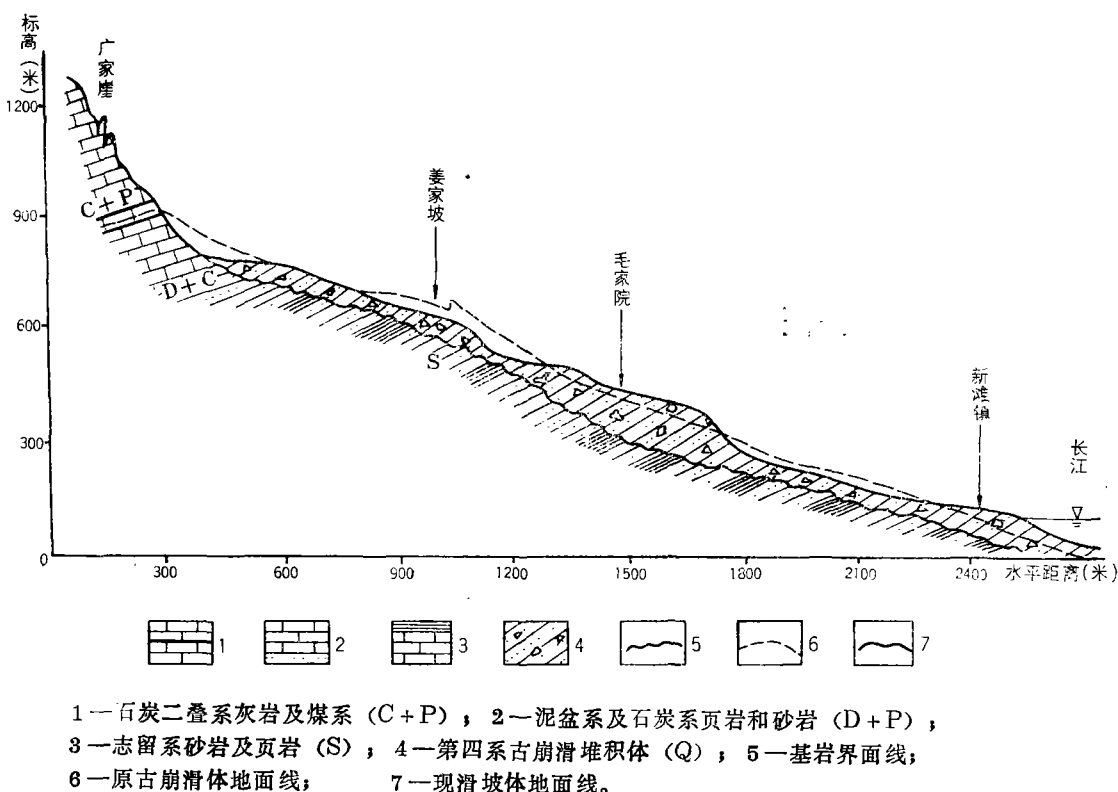 标高(米)
广家崖
1200
C+P
900
姜家坡
D+C
毛家院
600
S
新滩镇
300
长江
0
300
600
900
1200
1500
1800
2100
2400
水平距离(米)
1
2
3
4
5
6
7
1—石炭二叠系灰岩及煤系(C+P); 2—泥盆系及石炭系页岩和砂岩(D+P);
3—志留系砂岩及页岩(S); 4—第四系古崩滑堆积体(Q); 5—基岩界面线;
6—原古崩滑体地面线; 7—现滑坡体地面线。